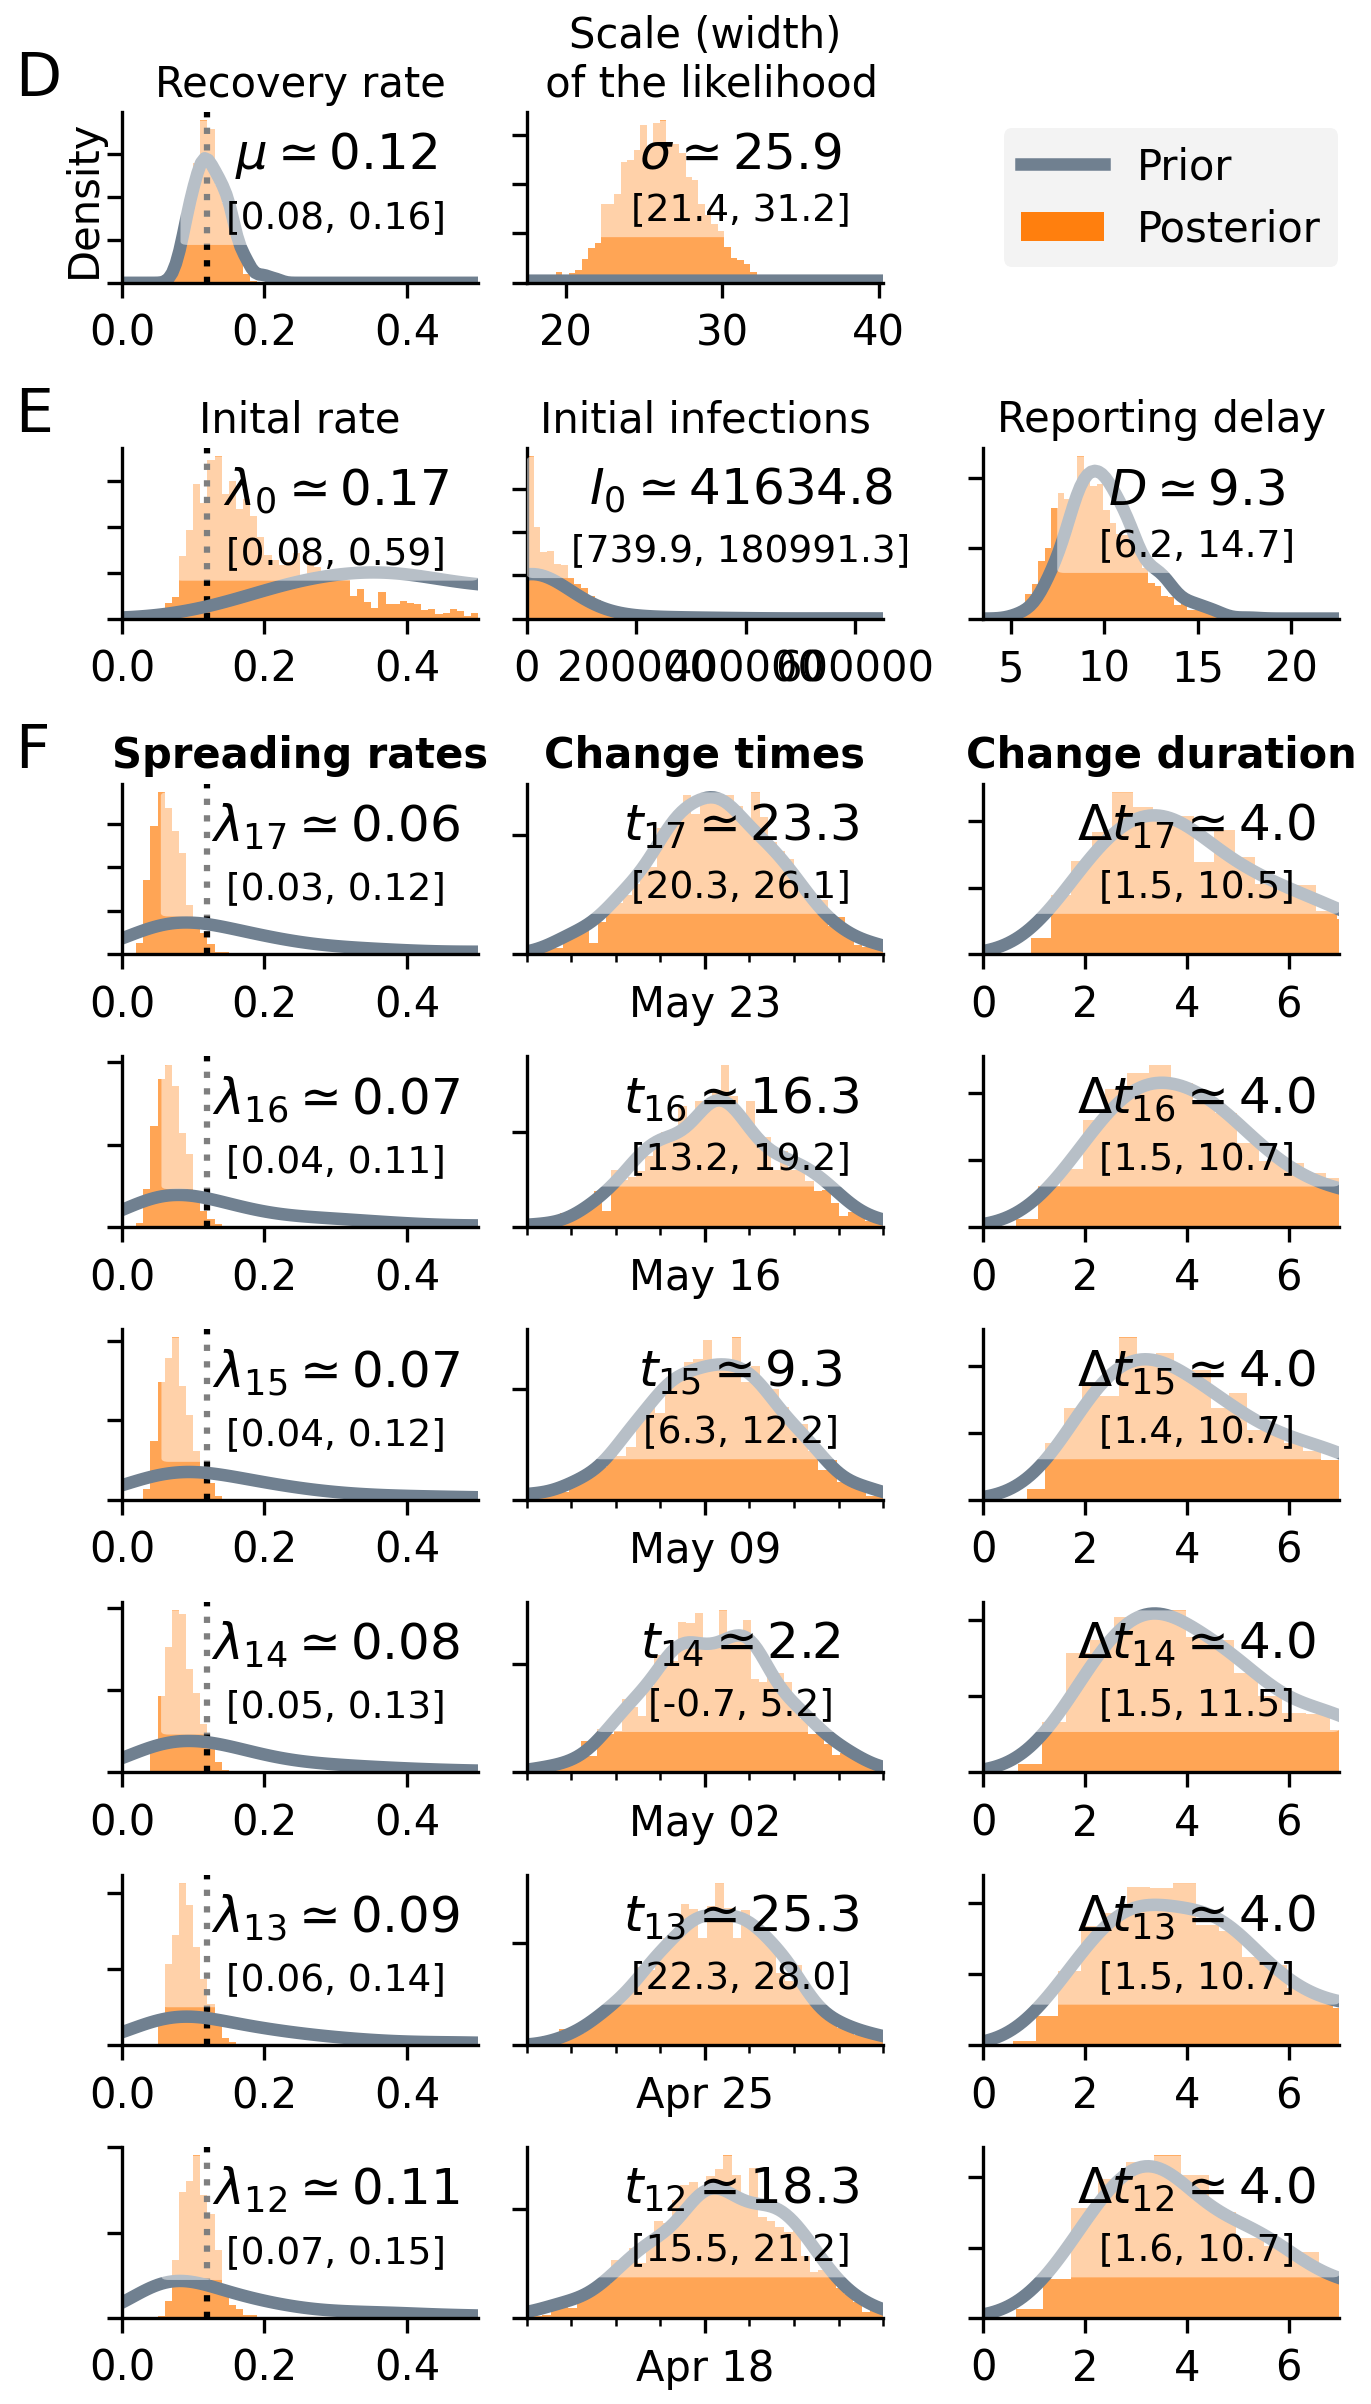 D
Recovery rate
Scale (width)
of the likelihood
Density
μ ≃ 0.12
[0.08, 0.16]
0.0 0.2 0.4
σ ≃ 25.9
[21.4, 31.2]
20 30 40
Prior
Posterior
E
Inital rate
Initial infections
Reporting delay
λ0 ≃ 0.17
[0.08, 0.59]
0.0 0.2 0.4
I0 ≃ 41634.8
[739.9, 180991.3]
0 200000 400000 600000
D ≃ 9.3
[6.2, 14.7]
5 10 15 20
F
Spreading rates
Change times
Change duration
λ17 ≃ 0.06
[0.03, 0.12]
0.0 0.2 0.4
t17 ≃ 23.3
[20.3, 26.1]
May 23
Δt17 ≃ 4.0
[1.5, 10.5]
0 2 4 6
λ16 ≃ 0.07
[0.04, 0.11]
0.0 0.2 0.4
t16 ≃ 16.3
[13.2, 19.2]
May 16
Δt16 ≃ 4.0
[1.5, 10.7]
0 2 4 6
λ15 ≃ 0.07
[0.04, 0.12]
0.0 0.2 0.4
t15 ≃ 9.3
[6.3, 12.2]
May 09
Δt15 ≃ 4.0
[1.4, 10.7]
0 2 4 6
λ14 ≃ 0.08
[0.05, 0.13]
0.0 0.2 0.4
t14 ≃ 2.2
[-0.7, 5.2]
May 02
Δt14 ≃ 4.0
[1.5, 11.5]
0 2 4 6
λ13 ≃ 0.09
[0.06, 0.14]
0.0 0.2 0.4
t13 ≃ 25.3
[22.3, 28.0]
Apr 25
Δt13 ≃ 4.0
[1.5, 10.7]
0 2 4 6
λ12 ≃ 0.11
[0.07, 0.15]
0.0 0.2 0.4
t12 ≃ 18.3
[15.5, 21.2]
Apr 18
Δt12 ≃ 4.0
[1.6, 10.7]
0 2 4 6